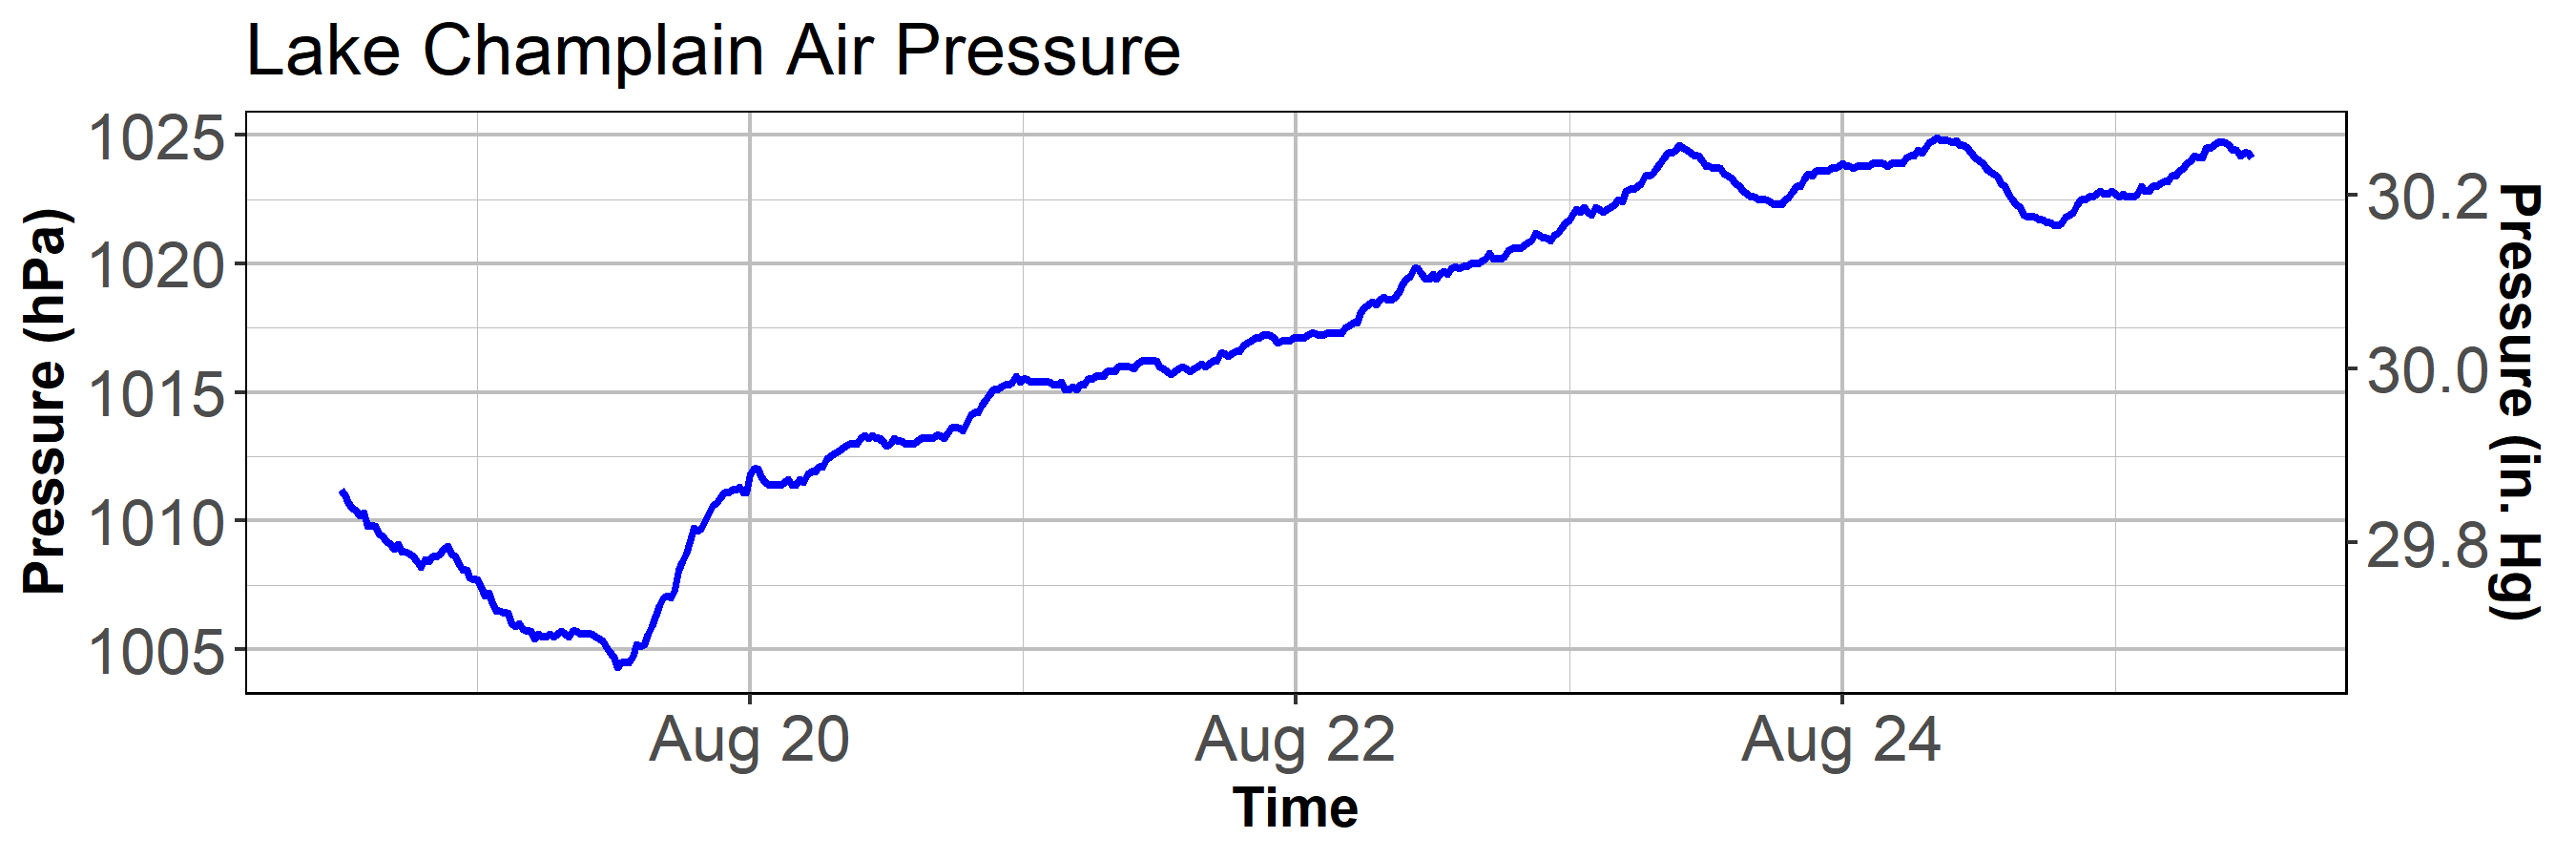 Lake Champlain Air Pressure
Pressure (hPa)
1025
1020
1015
1010
1005
30.2
30.0
29.8
Pressure (in. Hg)
Aug 20
Aug 22
Aug 24
Time